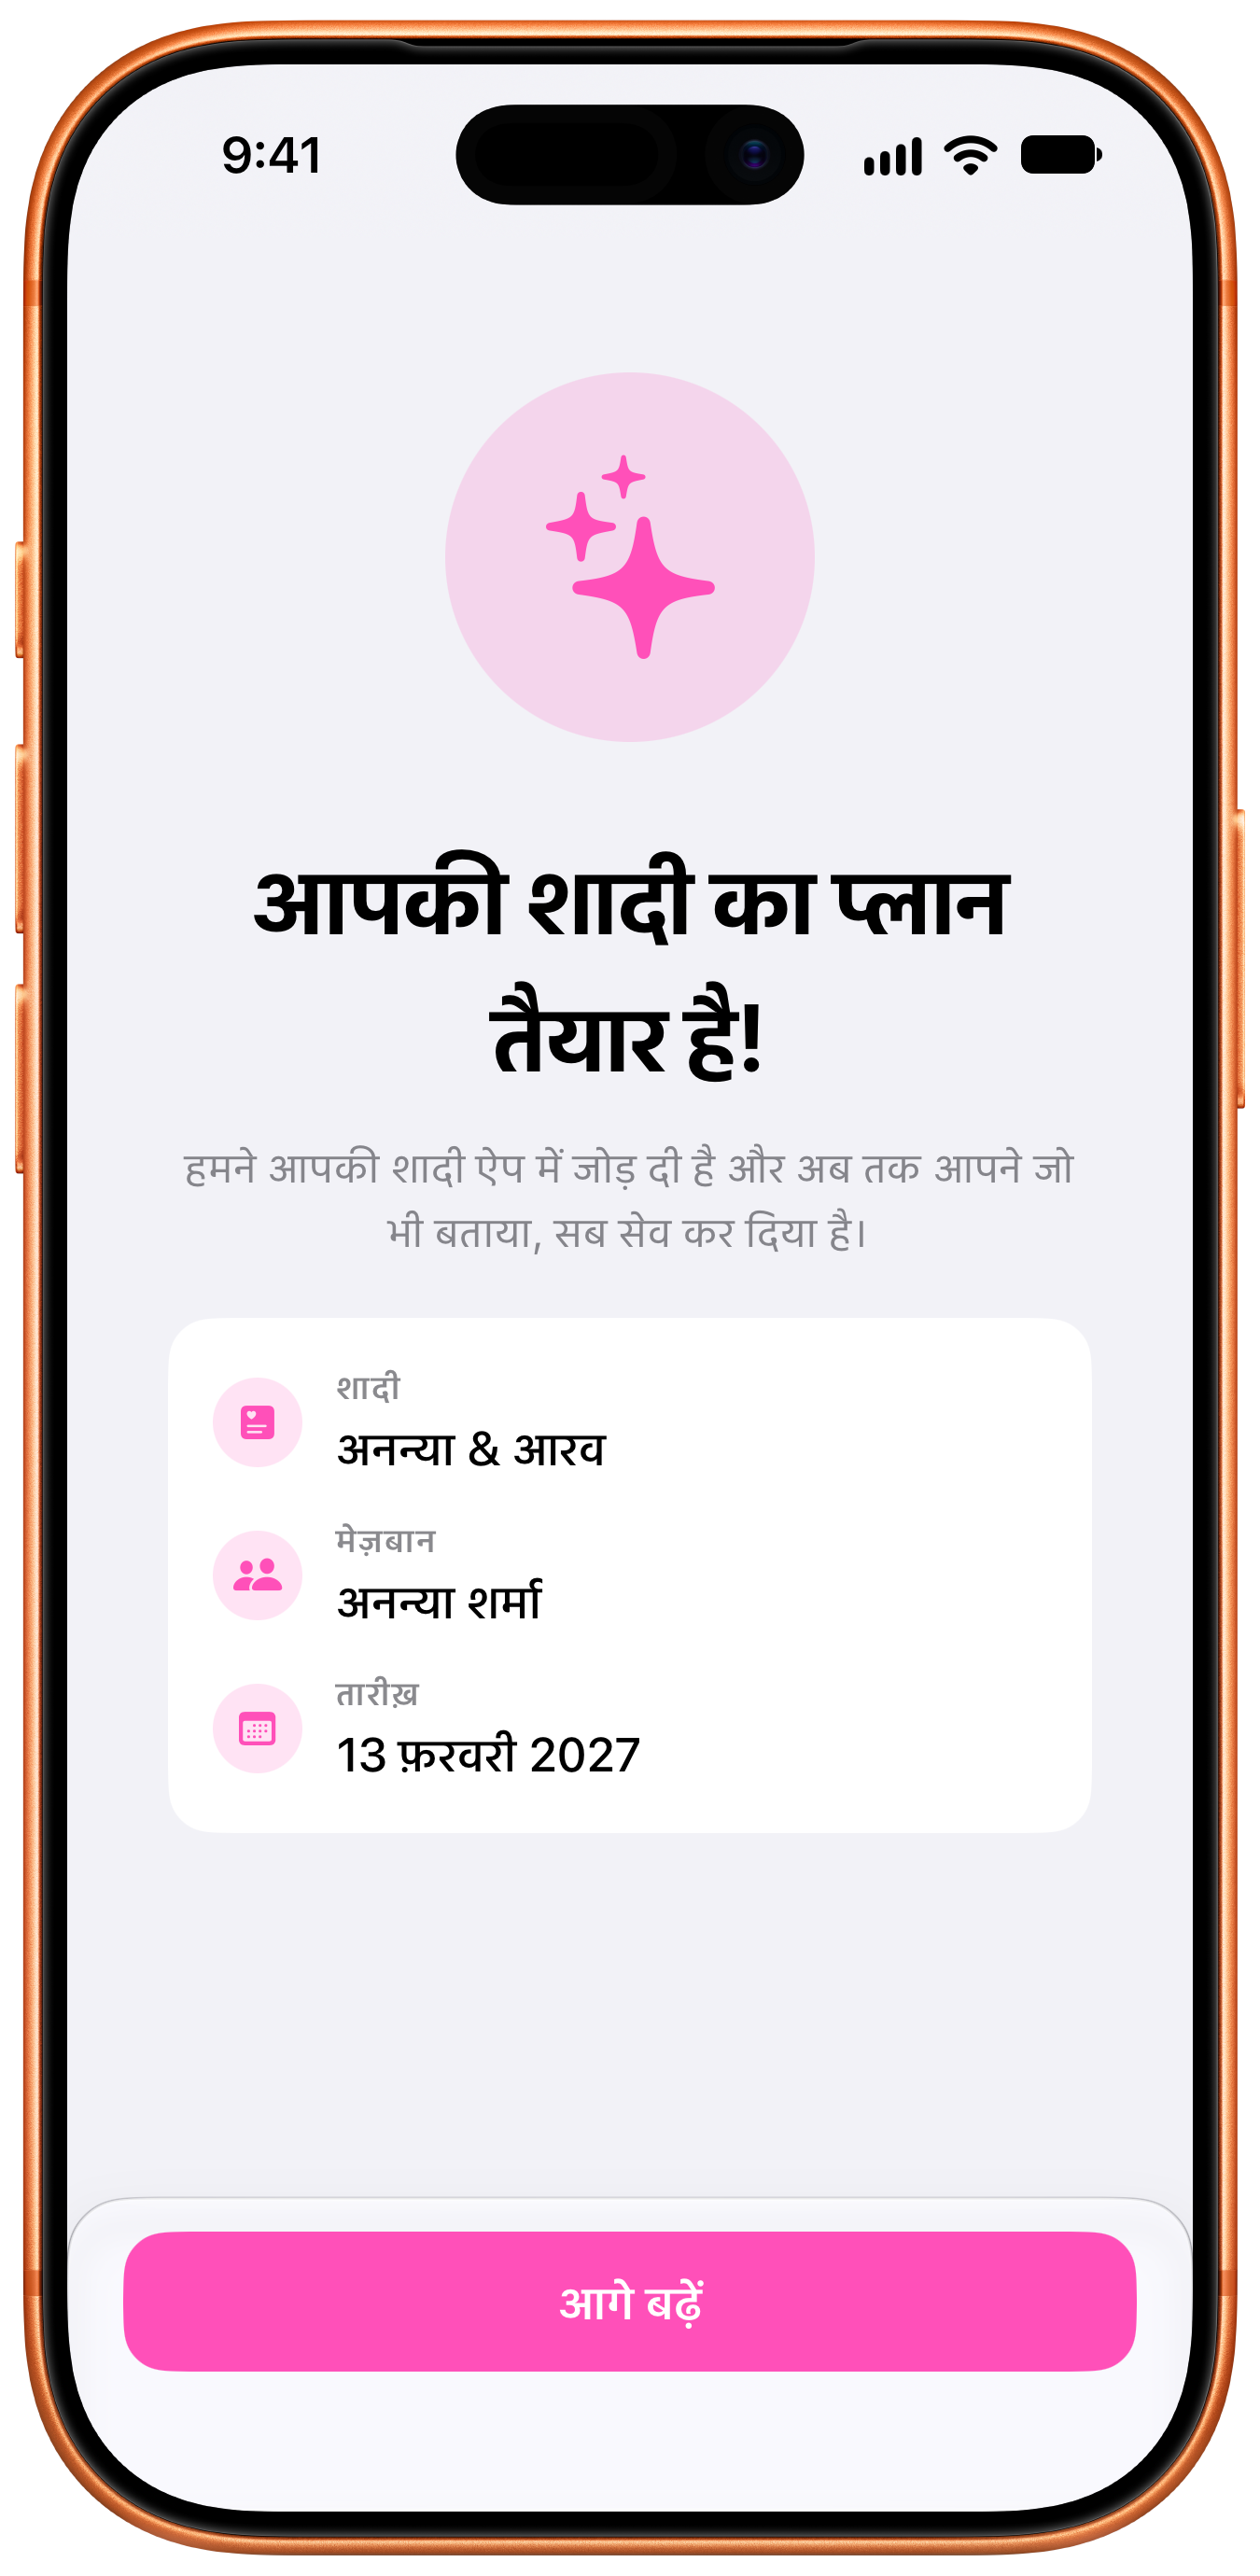 9:41
आपकी शादी का प्लान
तैयार है!
हमने आपकी शादी ऐप में जोड़ दी है और अब तक आपने जो
भी बताया, सब सेव कर दिया है।
शादी
अनन्या & आरव
मेज़बान
अनन्या शर्मा
तारीख़
13 फ़रवरी 2027
आगे बढ़ें